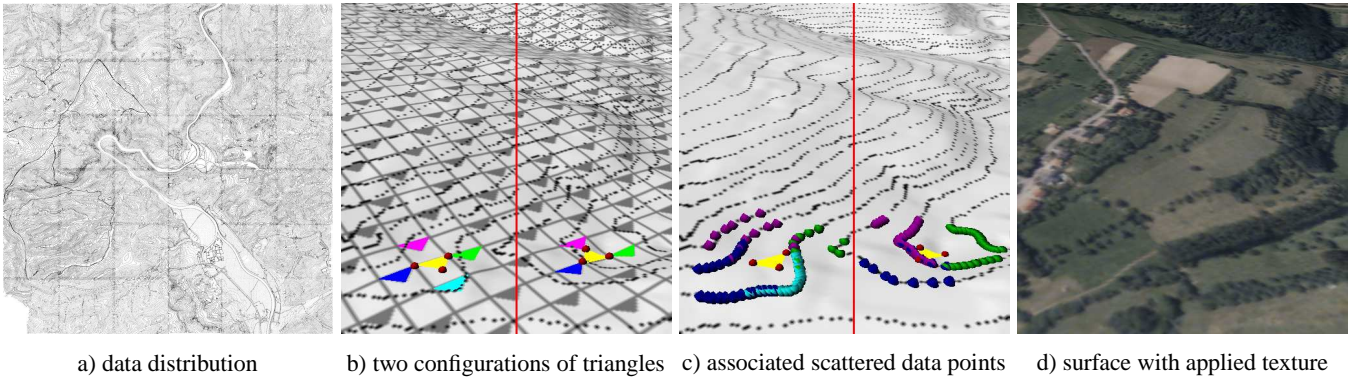 a) data distribution
b) two configurations of triangles
c) associated scattered data points
d) surface with applied texture